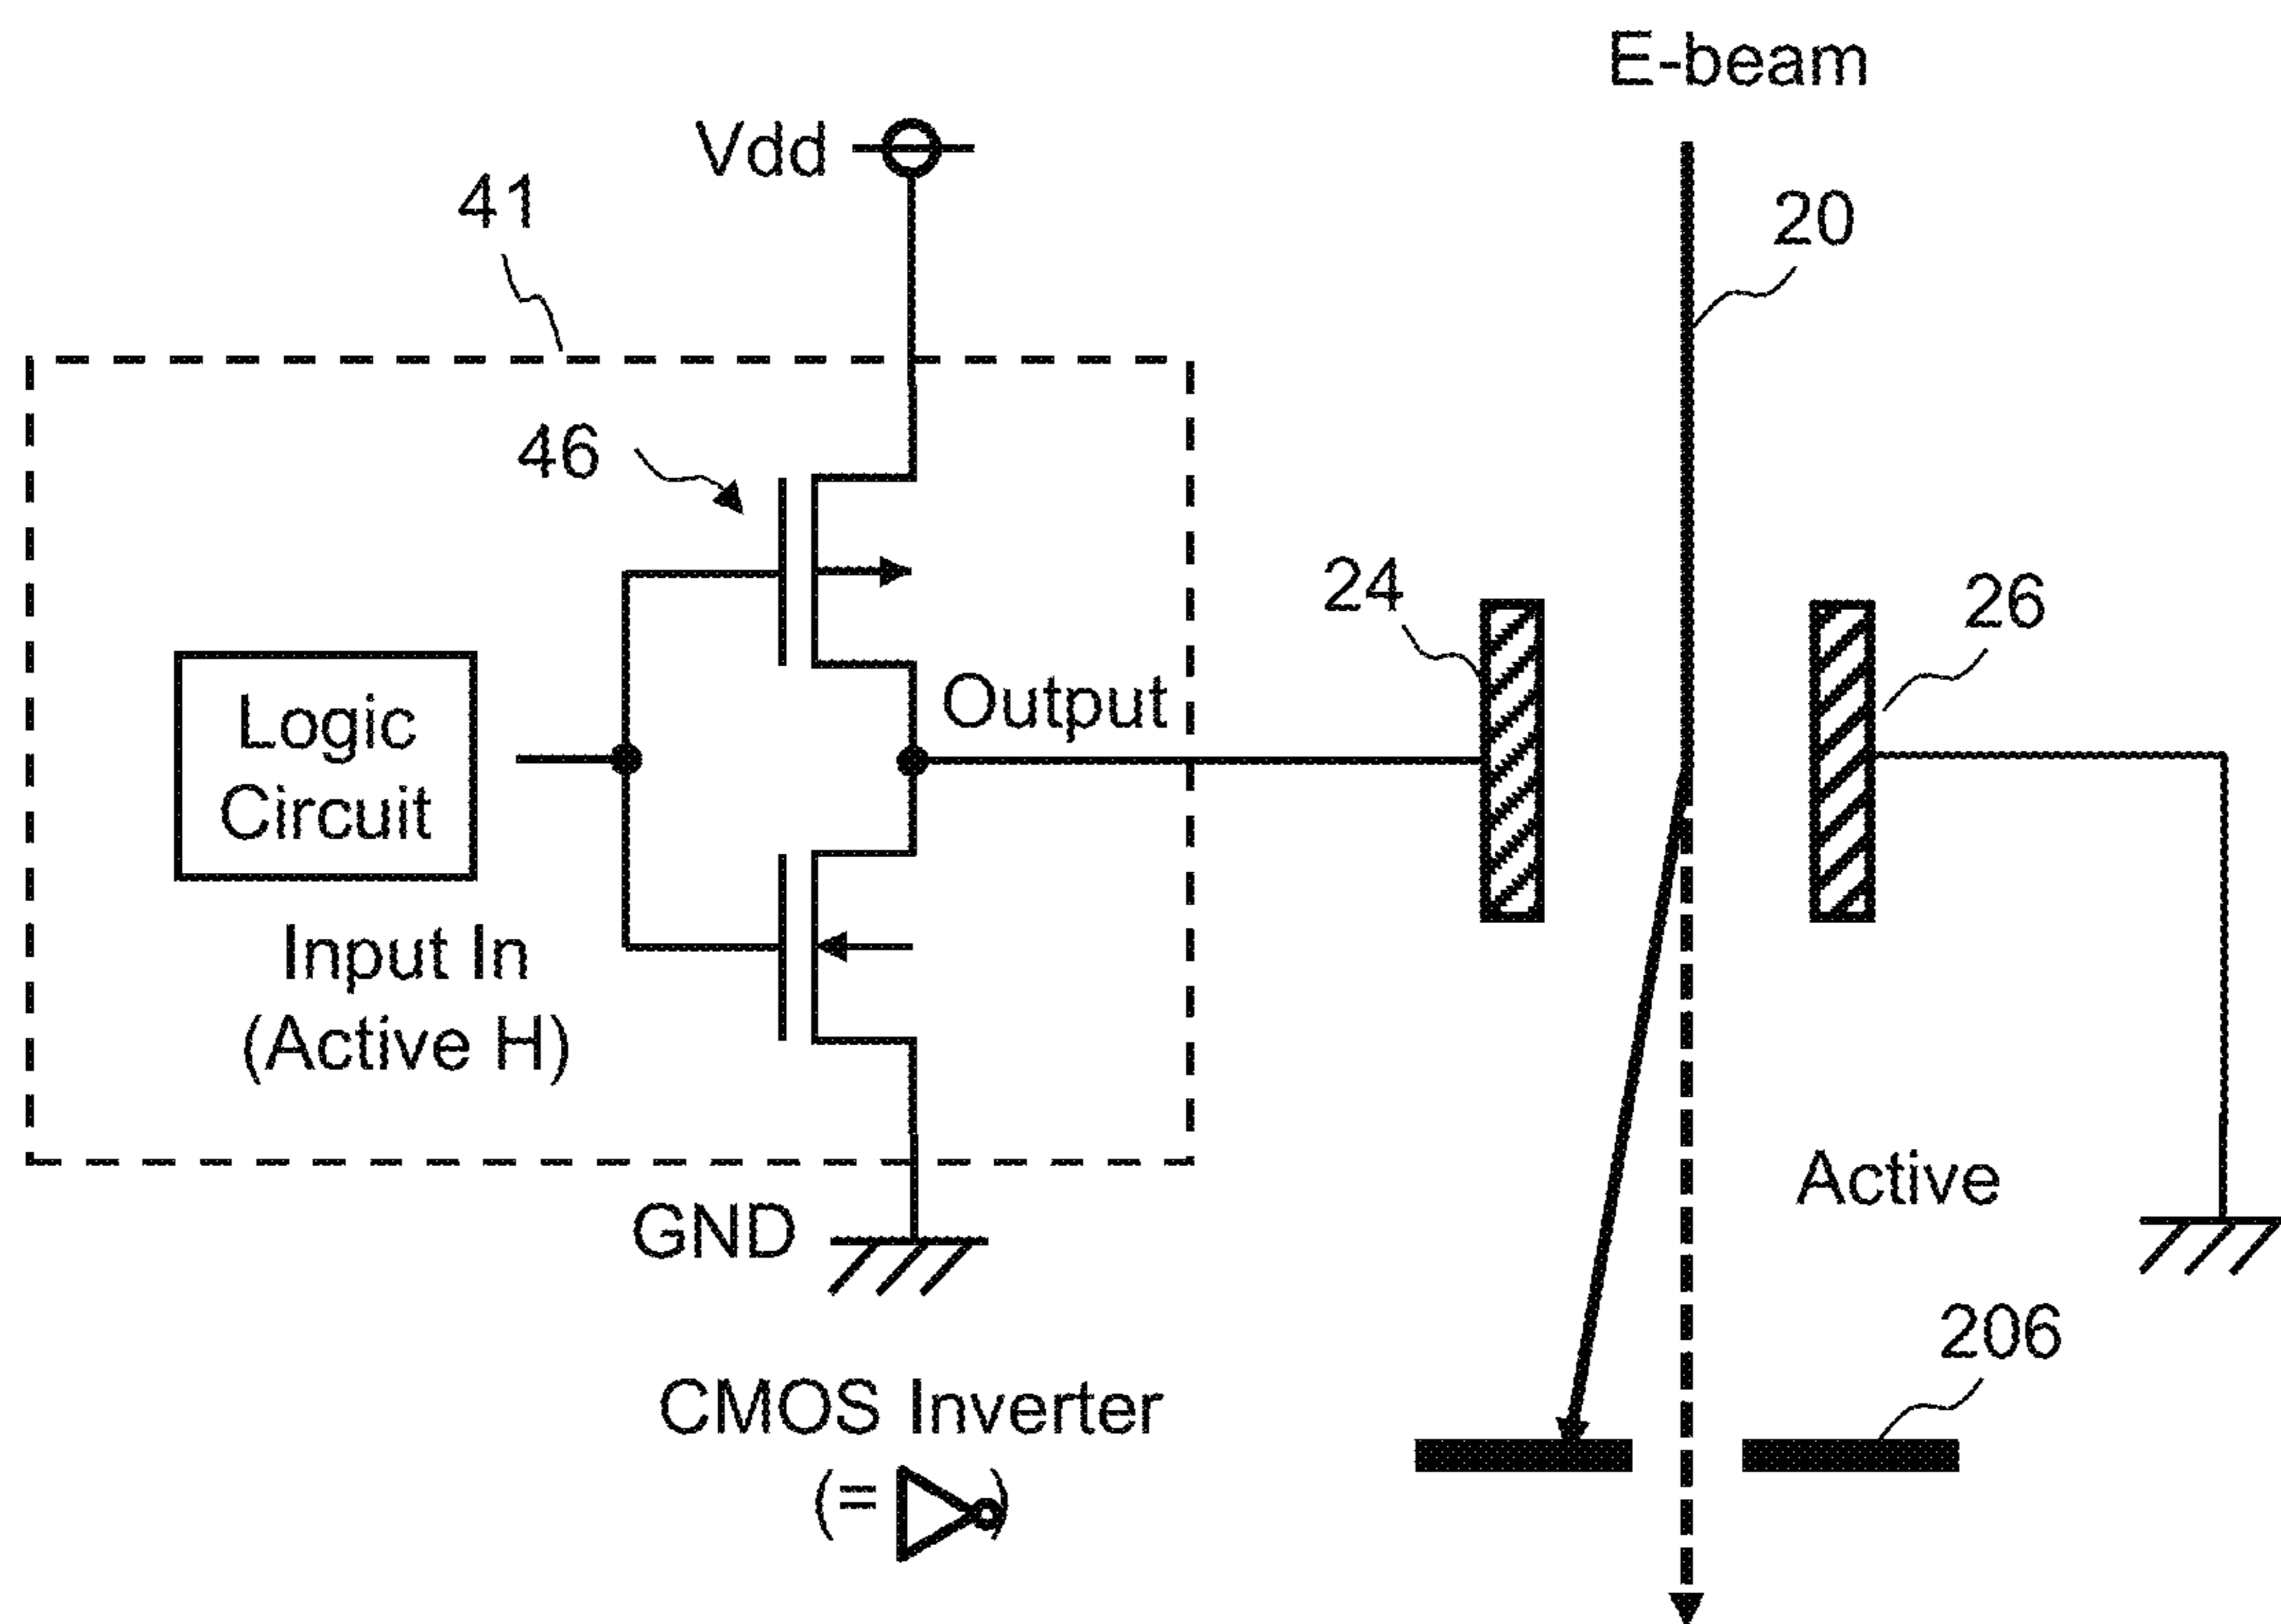 E-beam
Vdd
41
20
46
24
26
Output
Logic
Circuit
Input In
(Active H)
Active
GND
206
CMOS Inverter
(= )